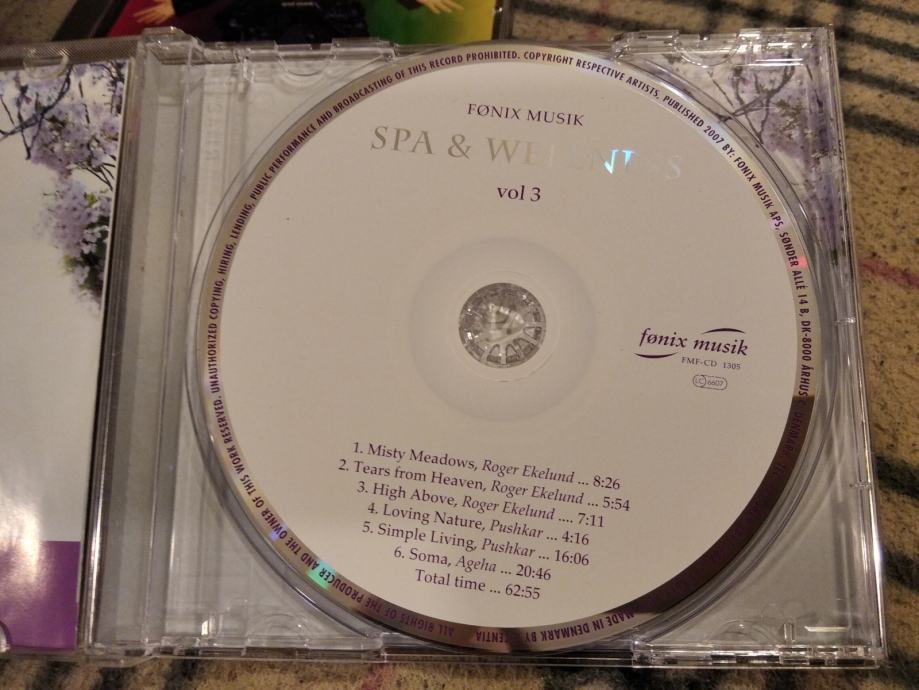 FØNIX MUSIK
SPA & WELLNESS
vol 3
fønix musik
FMF-CD 1305
LC 6607
1. Misty Meadows, Roger Ekelund ... 8:26
2. Tears from Heaven, Roger Ekelund ... 5:54
3. High Above, Roger Ekelund .... 7:11
4. Loving Nature, Pushkar ... 4:16
5. Simple Living, Pushkar ... 16:06
6. Soma, Ageha ... 20:46
Total time ... 62:55
ALL RIGHTS OF THE PRODUCER AND THE OWNER OF THIS WORK RESERVED. UNAUTHORIZED COPYING, HIRING, LENDING, PUBLIC PERFORMANCE AND BROADCASTING OF THIS RECORD PROHIBITED. COPYRIGHT RESPECTIVE ARTISTS, PUBLISHED 2007 BY: FONIX MUSIK APS, SØNDER ALLÉ 14 B, DK-8000 ÅRHUS C, DENMARK
MADE IN DENMARK BY